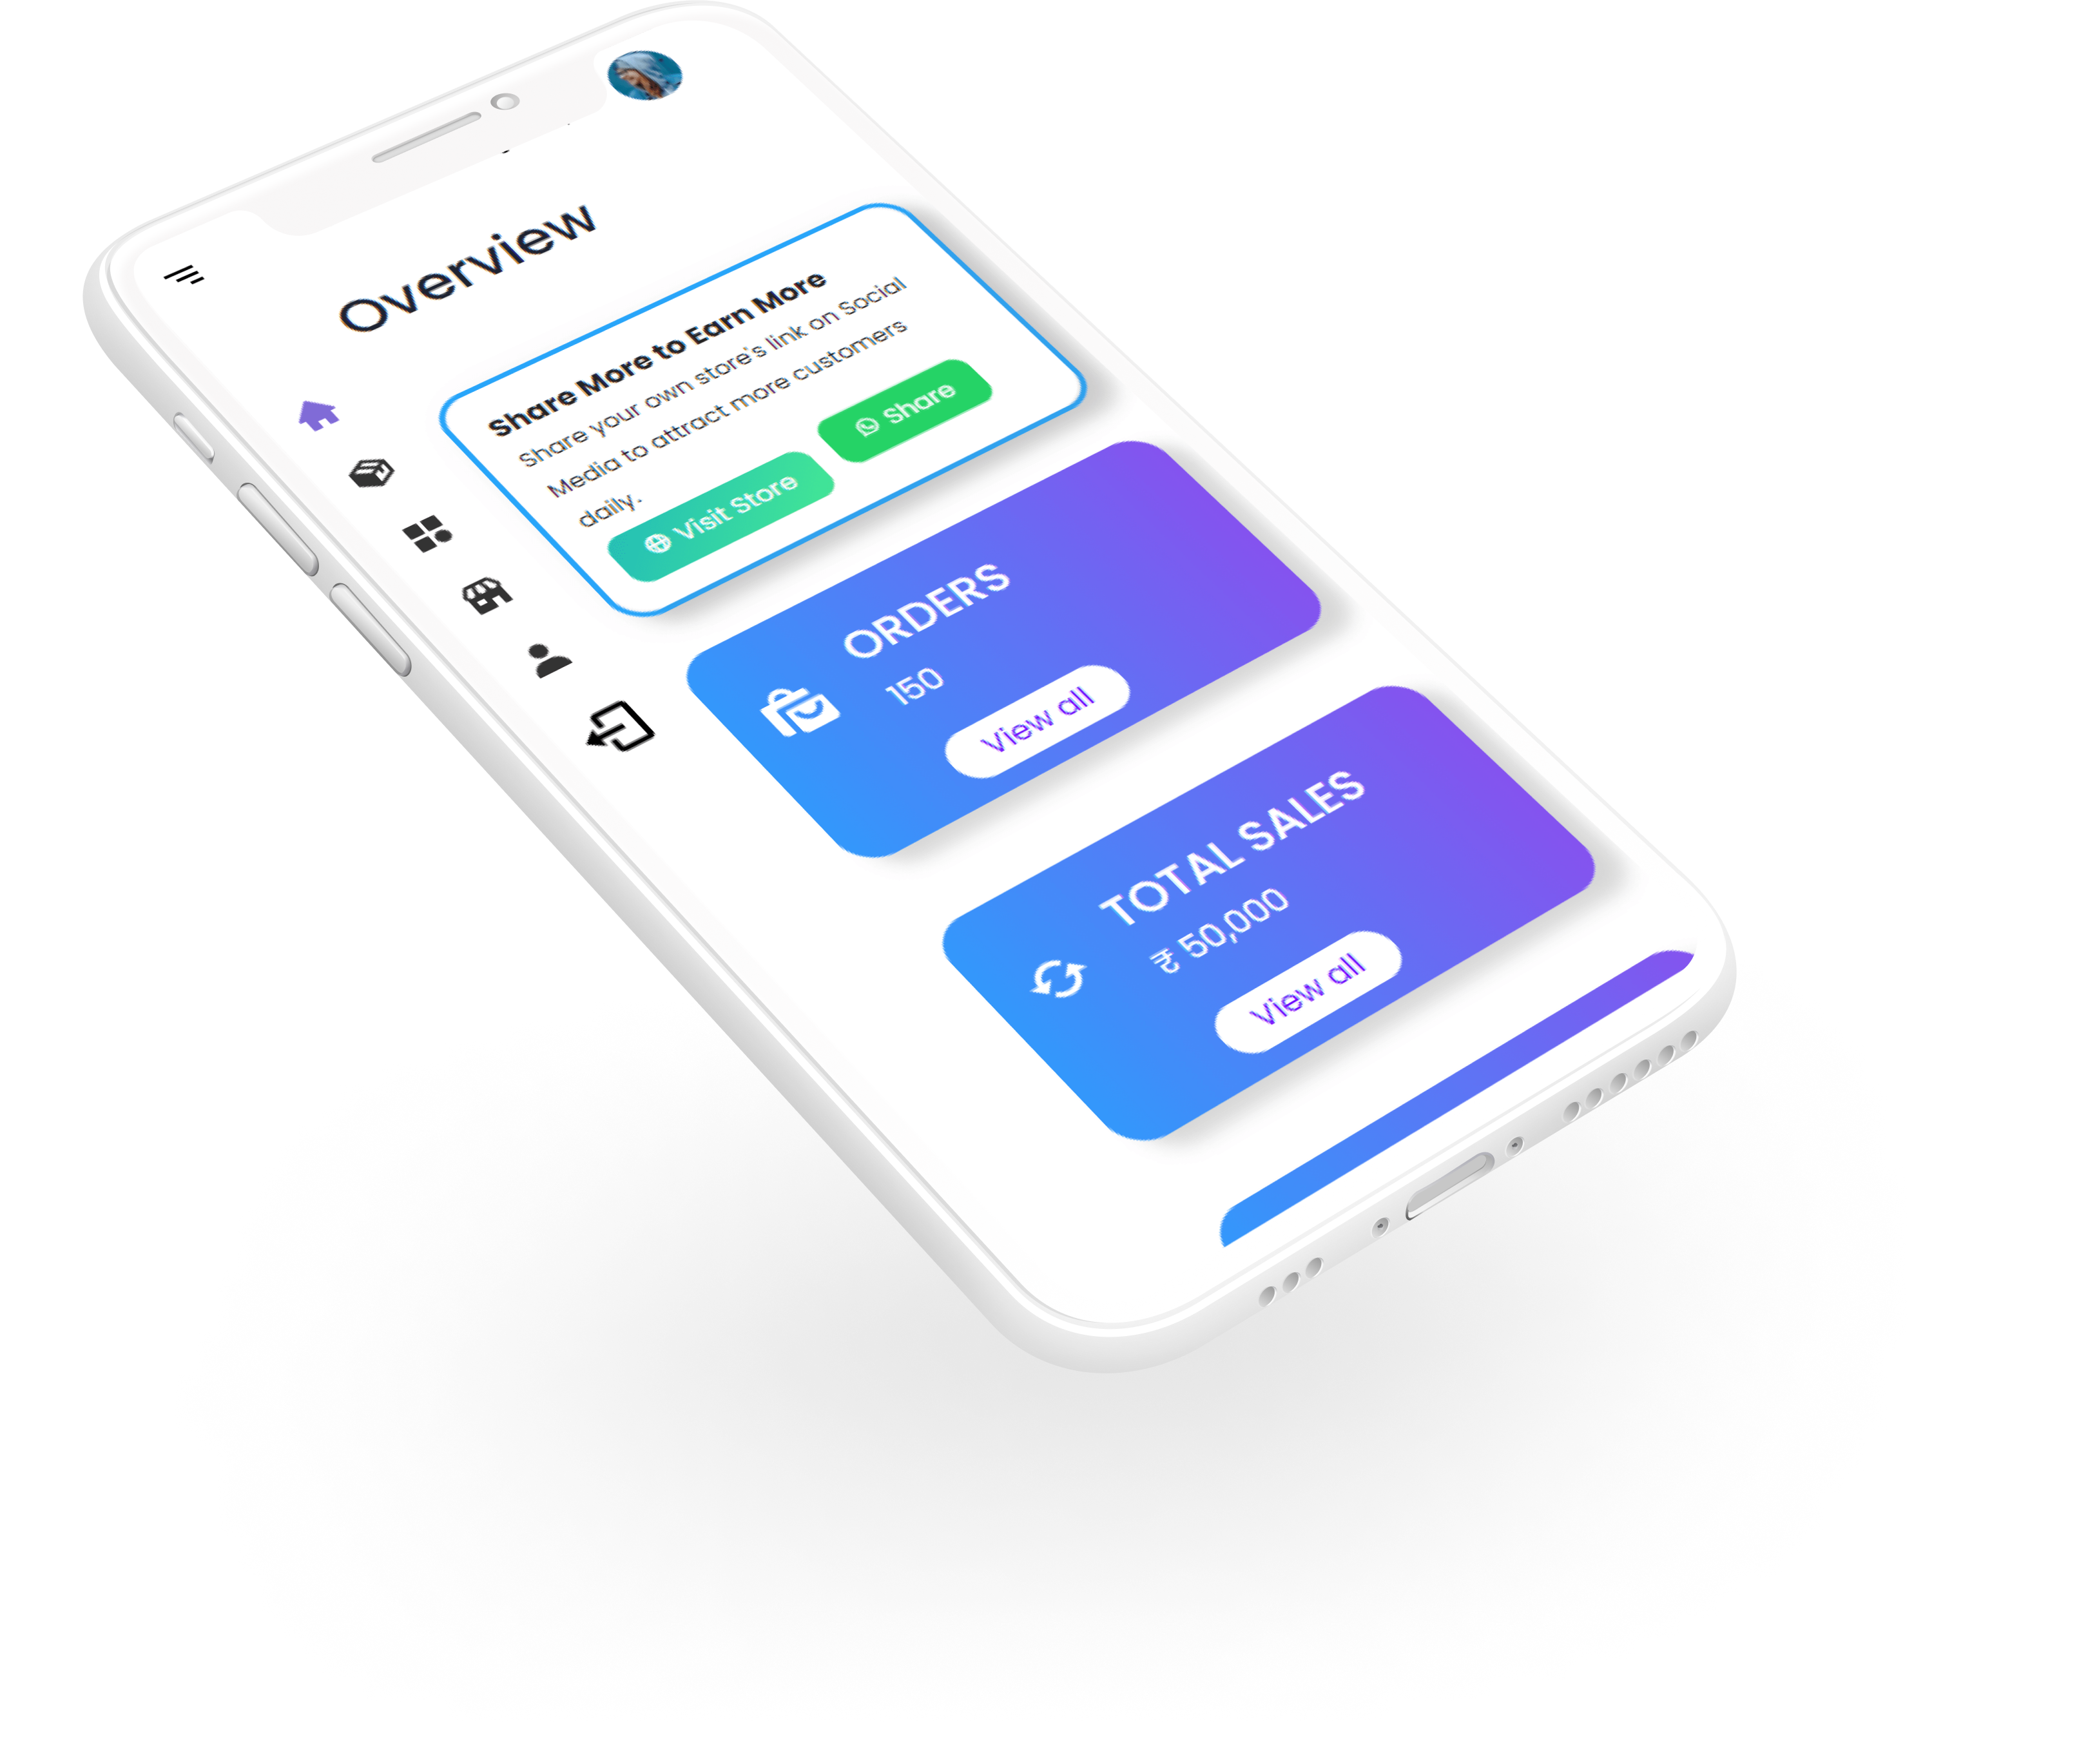 Overview
Share More to Earn More
Share your own store's link on Social
Media to attract more customers
daily.
Visit Store
Share
ORDERS
150
View all
TOTAL SALES
₹ 50,000
View all